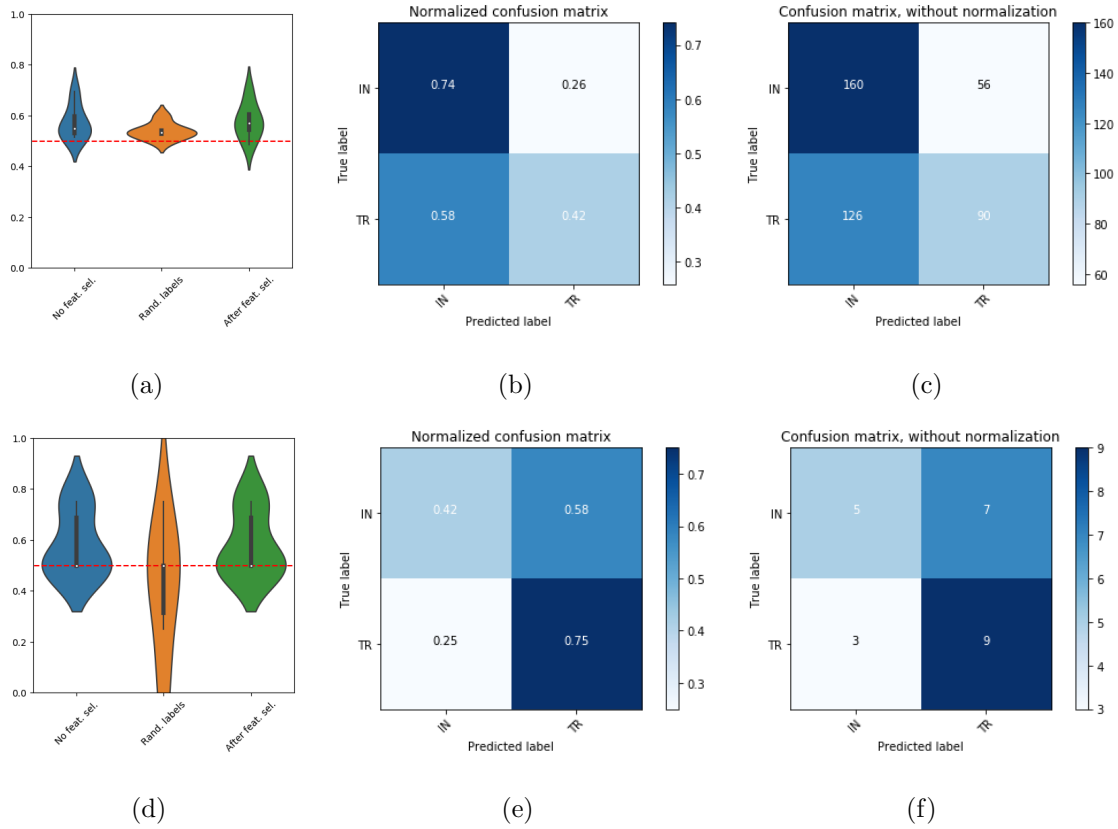 1.0
0.8
0.6
0.4
0.2
0.0
No feat. sel.
Rand. labels
After feat. sel.
(a)
Normalized confusion matrix
True label
IN
TR
0.74
0.26
0.58
0.42
IN
TR
Predicted label
0.7
0.6
0.5
0.4
0.3
(b)
Confusion matrix, without normalization
True label
IN
TR
160
56
126
90
IN
TR
Predicted label
160
140
120
100
80
60
(c)
1.0
0.8
0.6
0.4
0.2
0.0
No feat. sel.
Rand. labels
After feat. sel.
(d)
Normalized confusion matrix
True label
IN
TR
0.42
0.58
0.25
0.75
IN
TR
Predicted label
0.7
0.6
0.5
0.4
0.3
(e)
Confusion matrix, without normalization
True label
IN
TR
5
7
3
9
IN
TR
Predicted label
9
8
7
6
5
4
3
(f)